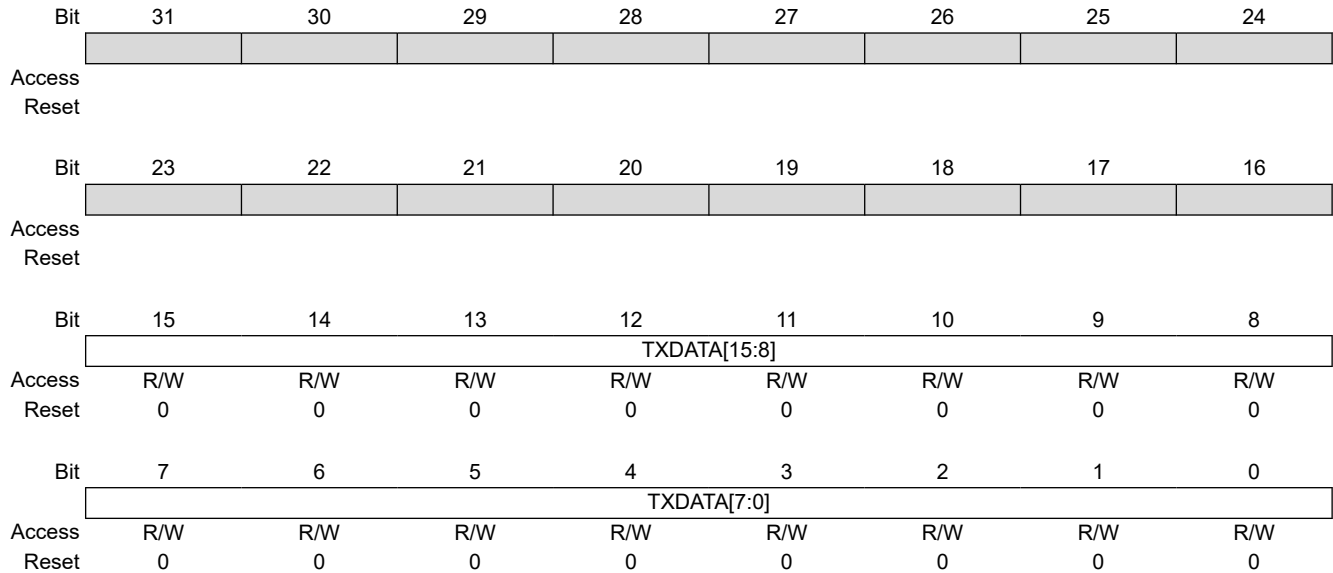 Bit 31 30 29 28 27 26 25 24
Access
Reset
Bit 23 22 21 20 19 18 17 16
Access
Reset
Bit 15 14 13 12 11 10 9 8
TXDATA[15:8]
Access R/W R/W R/W R/W R/W R/W R/W R/W
Reset 0 0 0 0 0 0 0 0
Bit 7 6 5 4 3 2 1 0
TXDATA[7:0]
Access R/W R/W R/W R/W R/W R/W R/W R/W
Reset 0 0 0 0 0 0 0 0